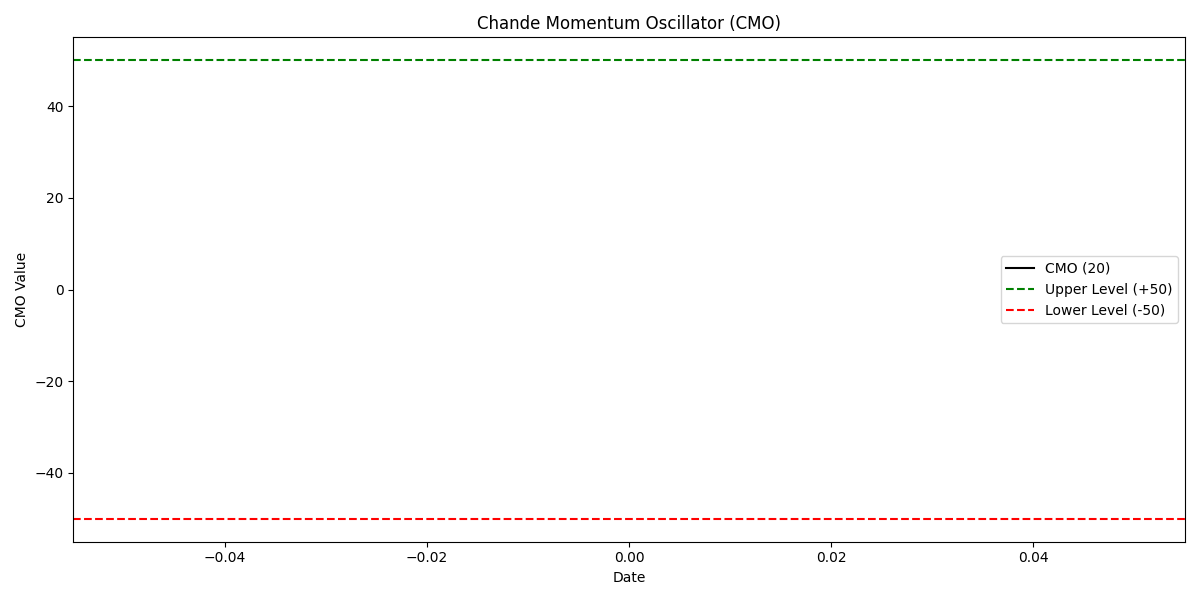 Chande Momentum Oscillator (CMO)
40
20
0
−20
−40
CMO Value
CMO (20)
Upper Level (+50)
Lower Level (-50)
−0.04
−0.02
0.00
0.02
0.04
Date